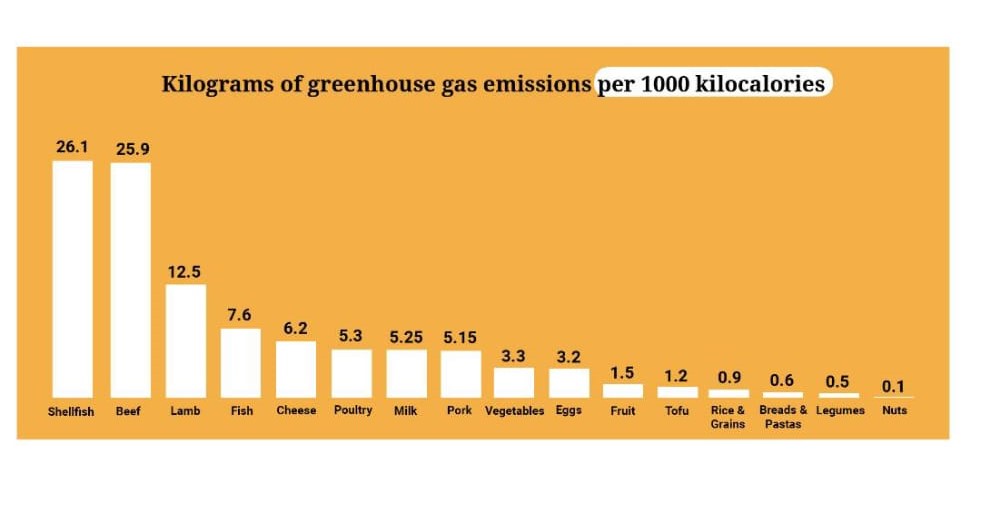 Kilograms of greenhouse gas emissions per 1000 kilocalories
26.1
25.9
12.5
7.6
6.2
5.3
5.25
5.15
3.3
3.2
1.5
1.2
0.9
0.6
0.5
0.1
Shellfish
Beef
Lamb
Fish
Cheese
Poultry
Milk
Pork
Vegetables
Eggs
Fruit
Tofu
Rice &
Grains
Breads &
Pastas
Legumes
Nuts